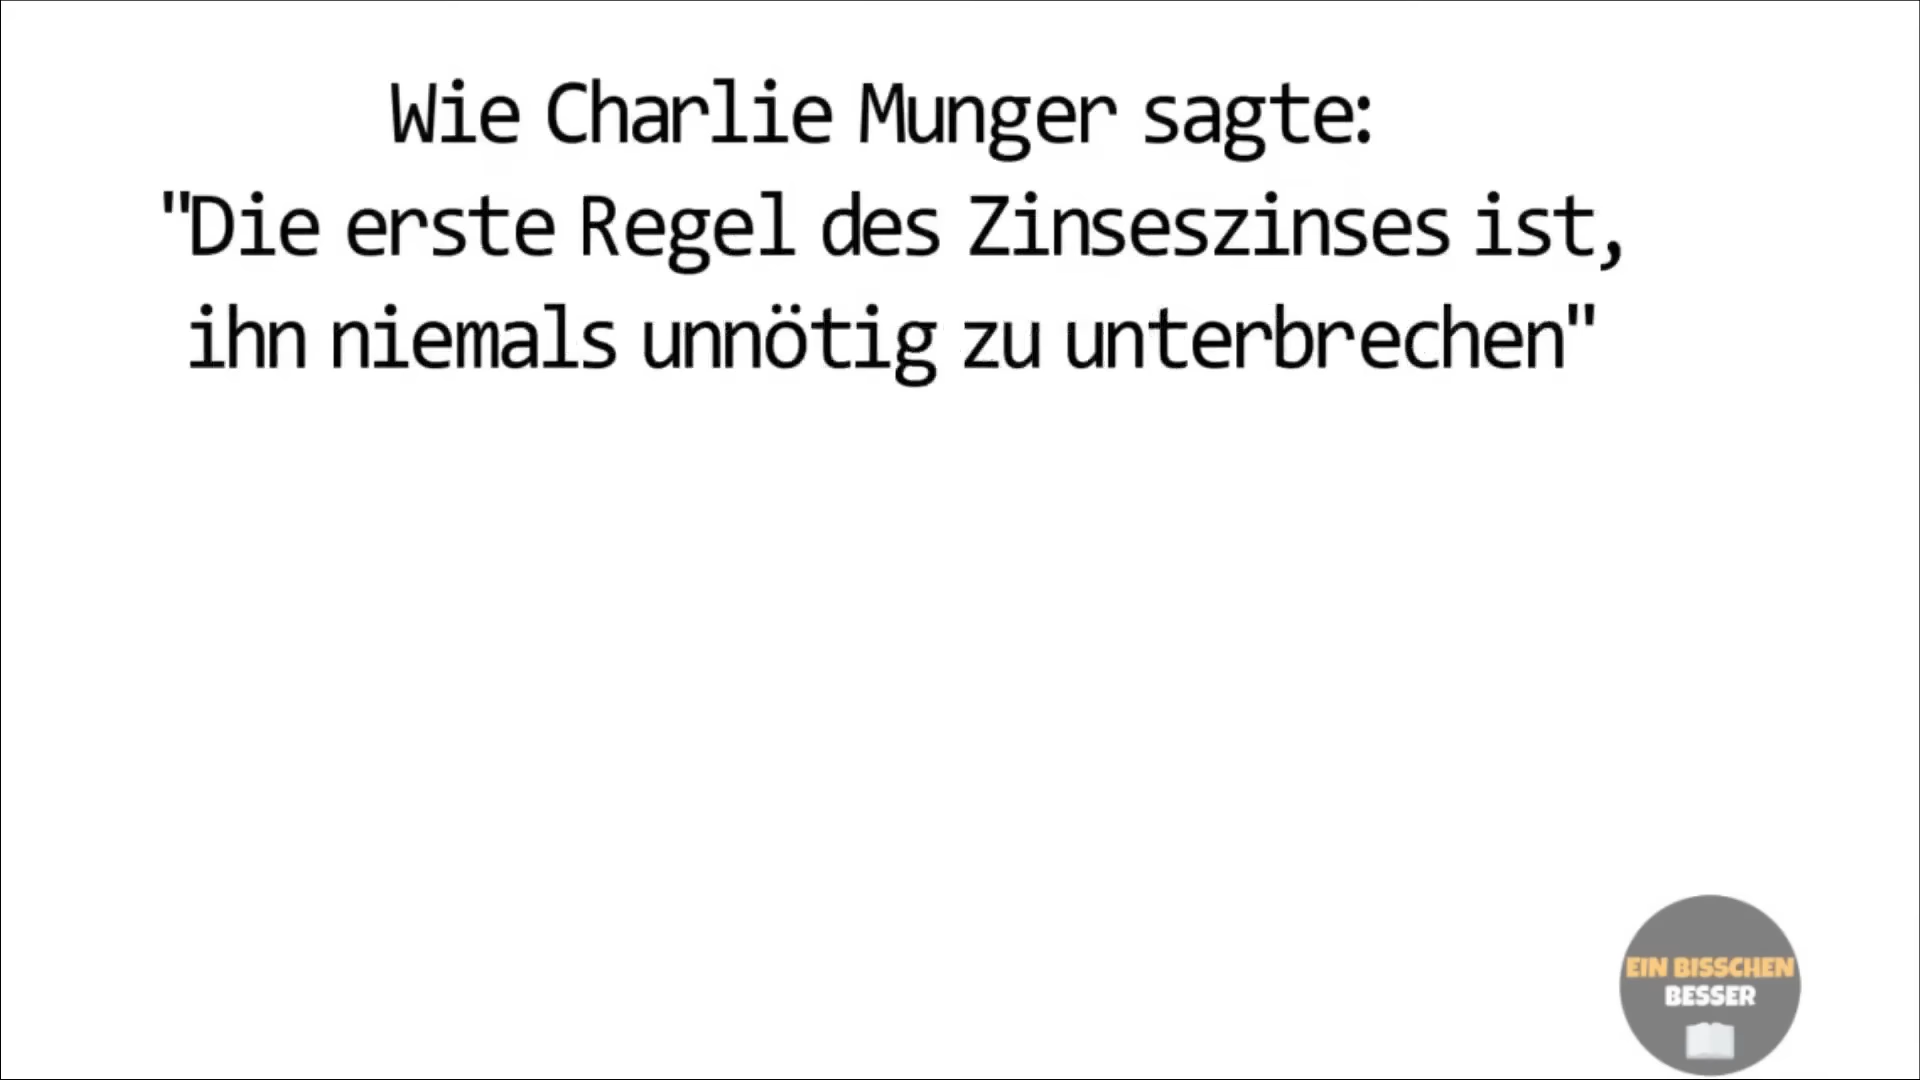 Wie Charlie Munger sagte:
"Die erste Regel des Zinseszinses ist,
ihn niemals unnötig zu unterbrechen"
EIN BISSCHEN
BESSER